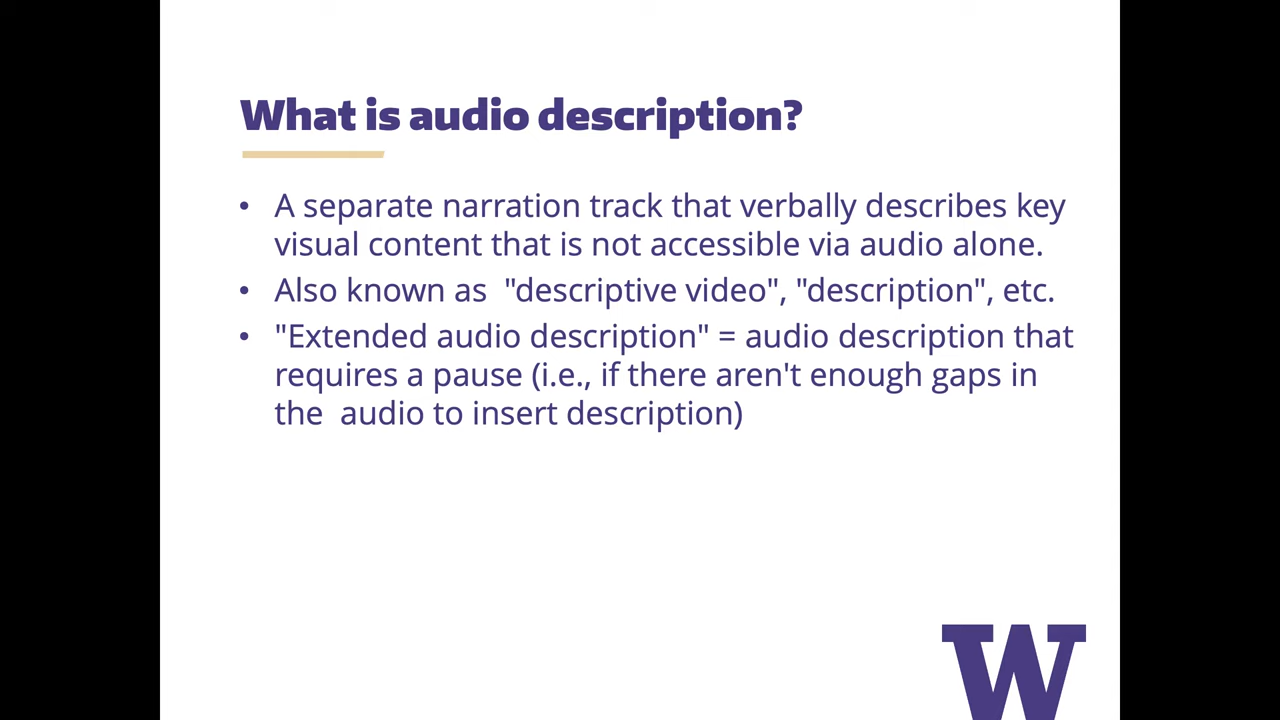 What is audio description?
• A separate narration track that verbally describes key
visual content that is not accessible via audio alone.
• Also known as  "descriptive video", "description", etc.
• "Extended audio description" = audio description that
requires a pause (i.e., if there aren't enough gaps in
the  audio to insert description)
W